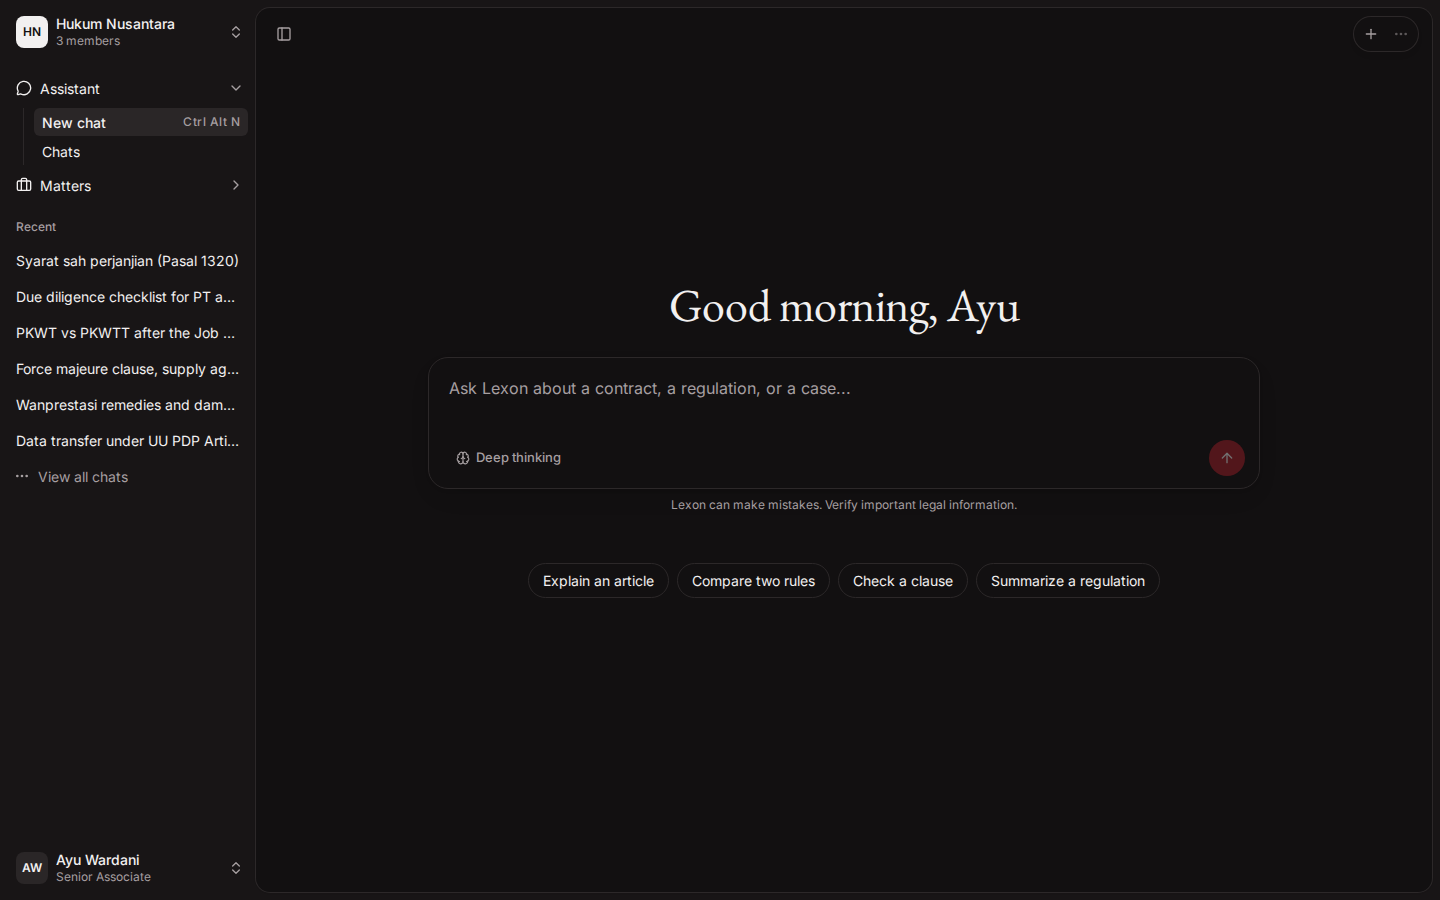 HN
Hukum Nusantara
3 members
Assistant
New chat
Ctrl Alt N
Chats
Matters
Recent
Syarat sah perjanjian (Pasal 1320)
Due diligence checklist for PT a...
PKWT vs PKWTT after the Job ...
Force majeure clause, supply ag...
Wanprestasi remedies and dam...
Data transfer under UU PDP Arti...
View all chats
Good morning, Ayu
Ask Lexon about a contract, a regulation, or a case...
Deep thinking
Lexon can make mistakes. Verify important legal information.
Explain an article
Compare two rules
Check a clause
Summarize a regulation
AW
Ayu Wardani
Senior Associate